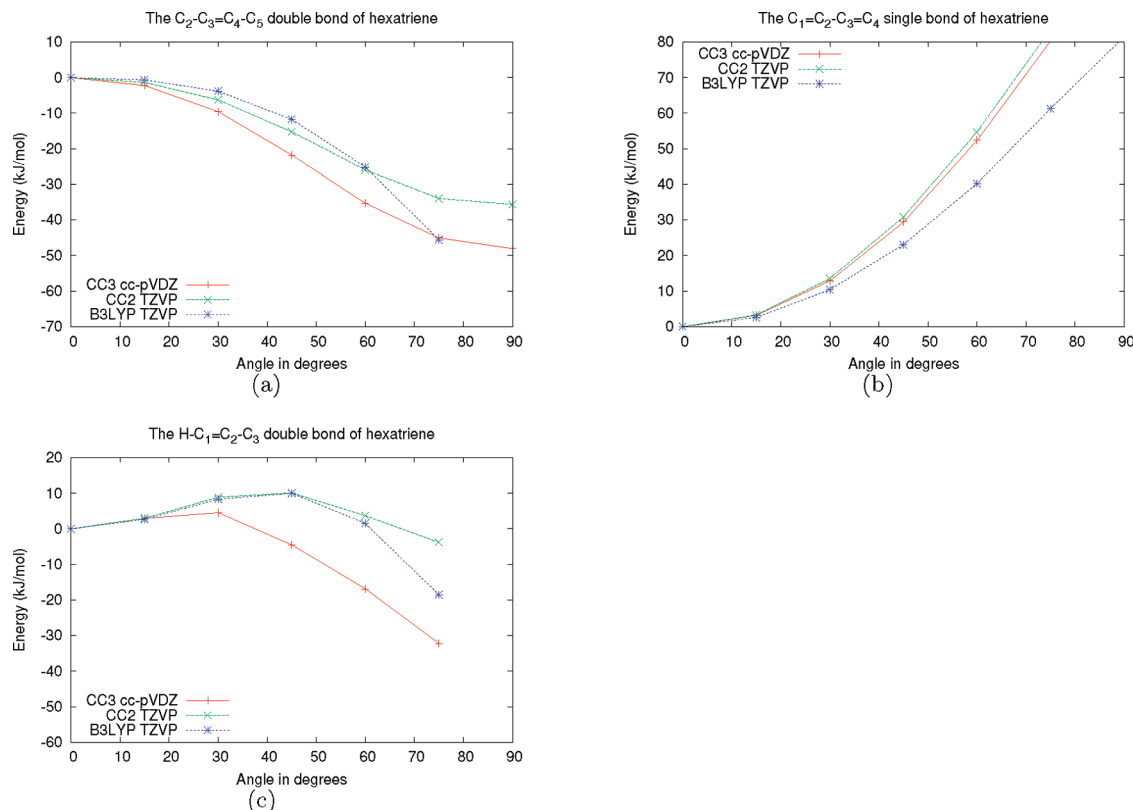 The C₂-C₃=C₄-C₅ double bond of hexatriene
10
0
-10
-20
-30
-40
-50
-60
-70
Energy (kJ/mol)
CC3 cc-pVDZ
CC2 TZVP
B3LYP TZVP
0 10 20 30 40 50 60 70 80 90
Angle in degrees
(a)
The C₁=C₂-C₃=C₄ single bond of hexatriene
80
70
60
50
40
30
20
10
0
Energy (kJ/mol)
CC3 cc-pVDZ
CC2 TZVP
B3LYP TZVP
0 10 20 30 40 50 60 70 80 90
Angle in degrees
(b)
The H-C₁=C₂-C₃ double bond of hexatriene
20
10
0
-10
-20
-30
-40
-50
-60
Energy (kJ/mol)
CC3 cc-pVDZ
CC2 TZVP
B3LYP TZVP
0 10 20 30 40 50 60 70 80 90
Angle in degrees
(c)